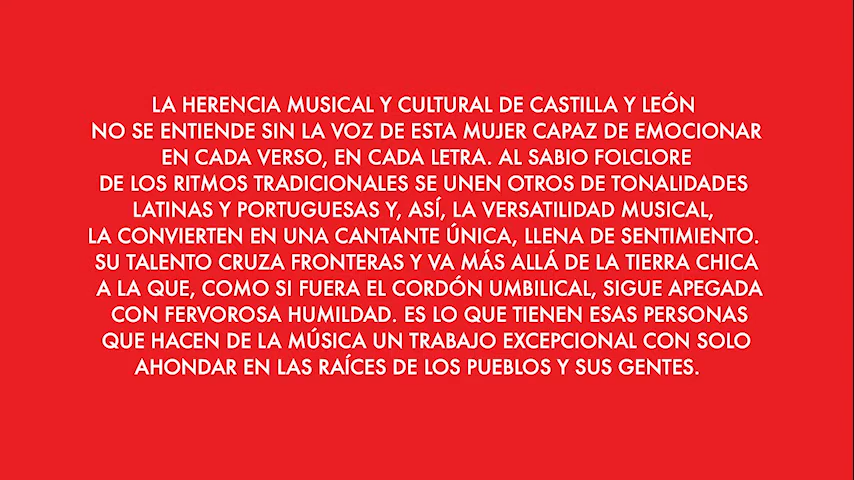 LA HERENCIA MUSICAL Y CULTURAL DE CASTILLA Y LEÓN
NO SE ENTIENDE SIN LA VOZ DE ESTA MUJER CAPAZ DE EMOCIONAR
EN CADA VERSO, EN CADA LETRA. AL SABIO FOLCLORE
DE LOS RITMOS TRADICIONALES SE UNEN OTROS DE TONALIDADES
LATINAS Y PORTUGUESAS Y, ASÍ, LA VERSATILIDAD MUSICAL,
LA CONVIERTEN EN UNA CANTANTE ÚNICA, LLENA DE SENTIMIENTO.
SU TALENTO CRUZA FRONTERAS Y VA MÁS ALLÁ DE LA TIERRA CHICA
A LA QUE, COMO SI FUERA EL CORDÓN UMBILICAL, SIGUE APEGADA
CON FERVOROSA HUMILDAD. ES LO QUE TIENEN ESAS PERSONAS
QUE HACEN DE LA MÚSICA UN TRABAJO EXCEPCIONAL CON SOLO
AHONDAR EN LAS RAÍCES DE LOS PUEBLOS Y SUS GENTES.